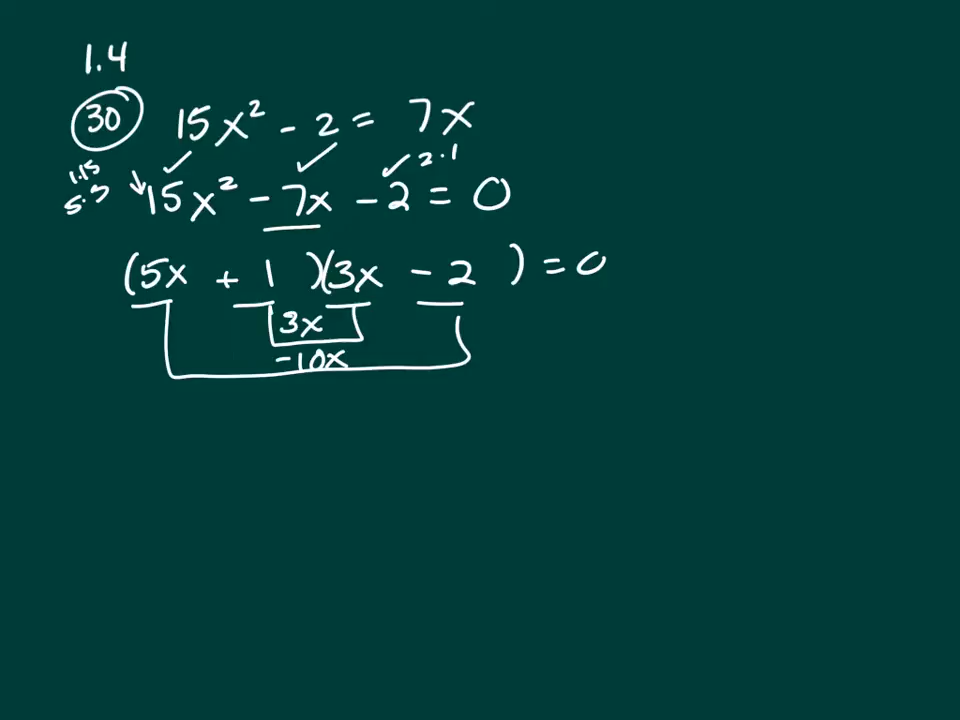 1.4
30 15x² - 2 = 7x
1.15 2.1
5.3 15x² - 7x - 2 = 0
(5x + 1)(3x - 2) = 0
3x
-10x